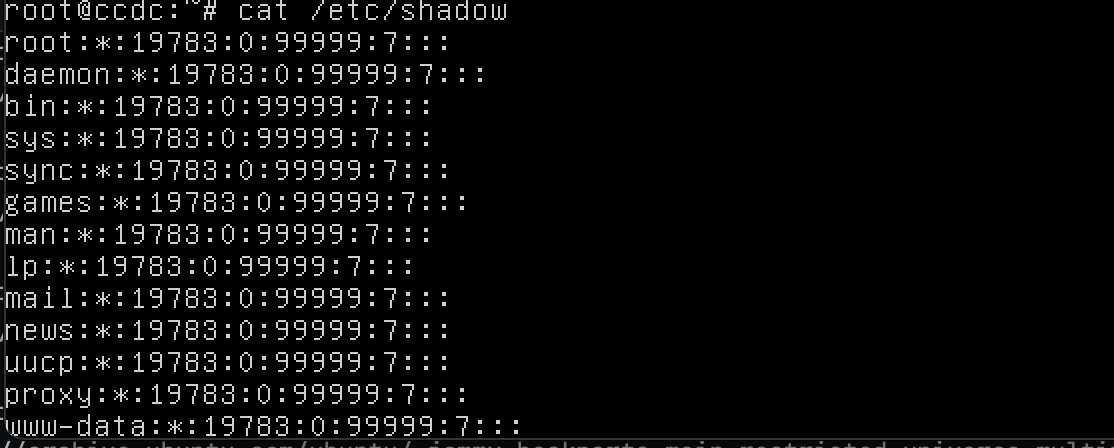 root@ccdc:~# cat /etc/shadow
root:*:19783:0:99999:7:::
daemon:*:19783:0:99999:7:::
bin:*:19783:0:99999:7:::
sys:*:19783:0:99999:7:::
sync:*:19783:0:99999:7:::
games:*:19783:0:99999:7:::
man:*:19783:0:99999:7:::
lp:*:19783:0:99999:7:::
mail:*:19783:0:99999:7:::
news:*:19783:0:99999:7:::
uucp:*:19783:0:99999:7:::
proxy:*:19783:0:99999:7:::
www-data:*:19783:0:99999:7:::